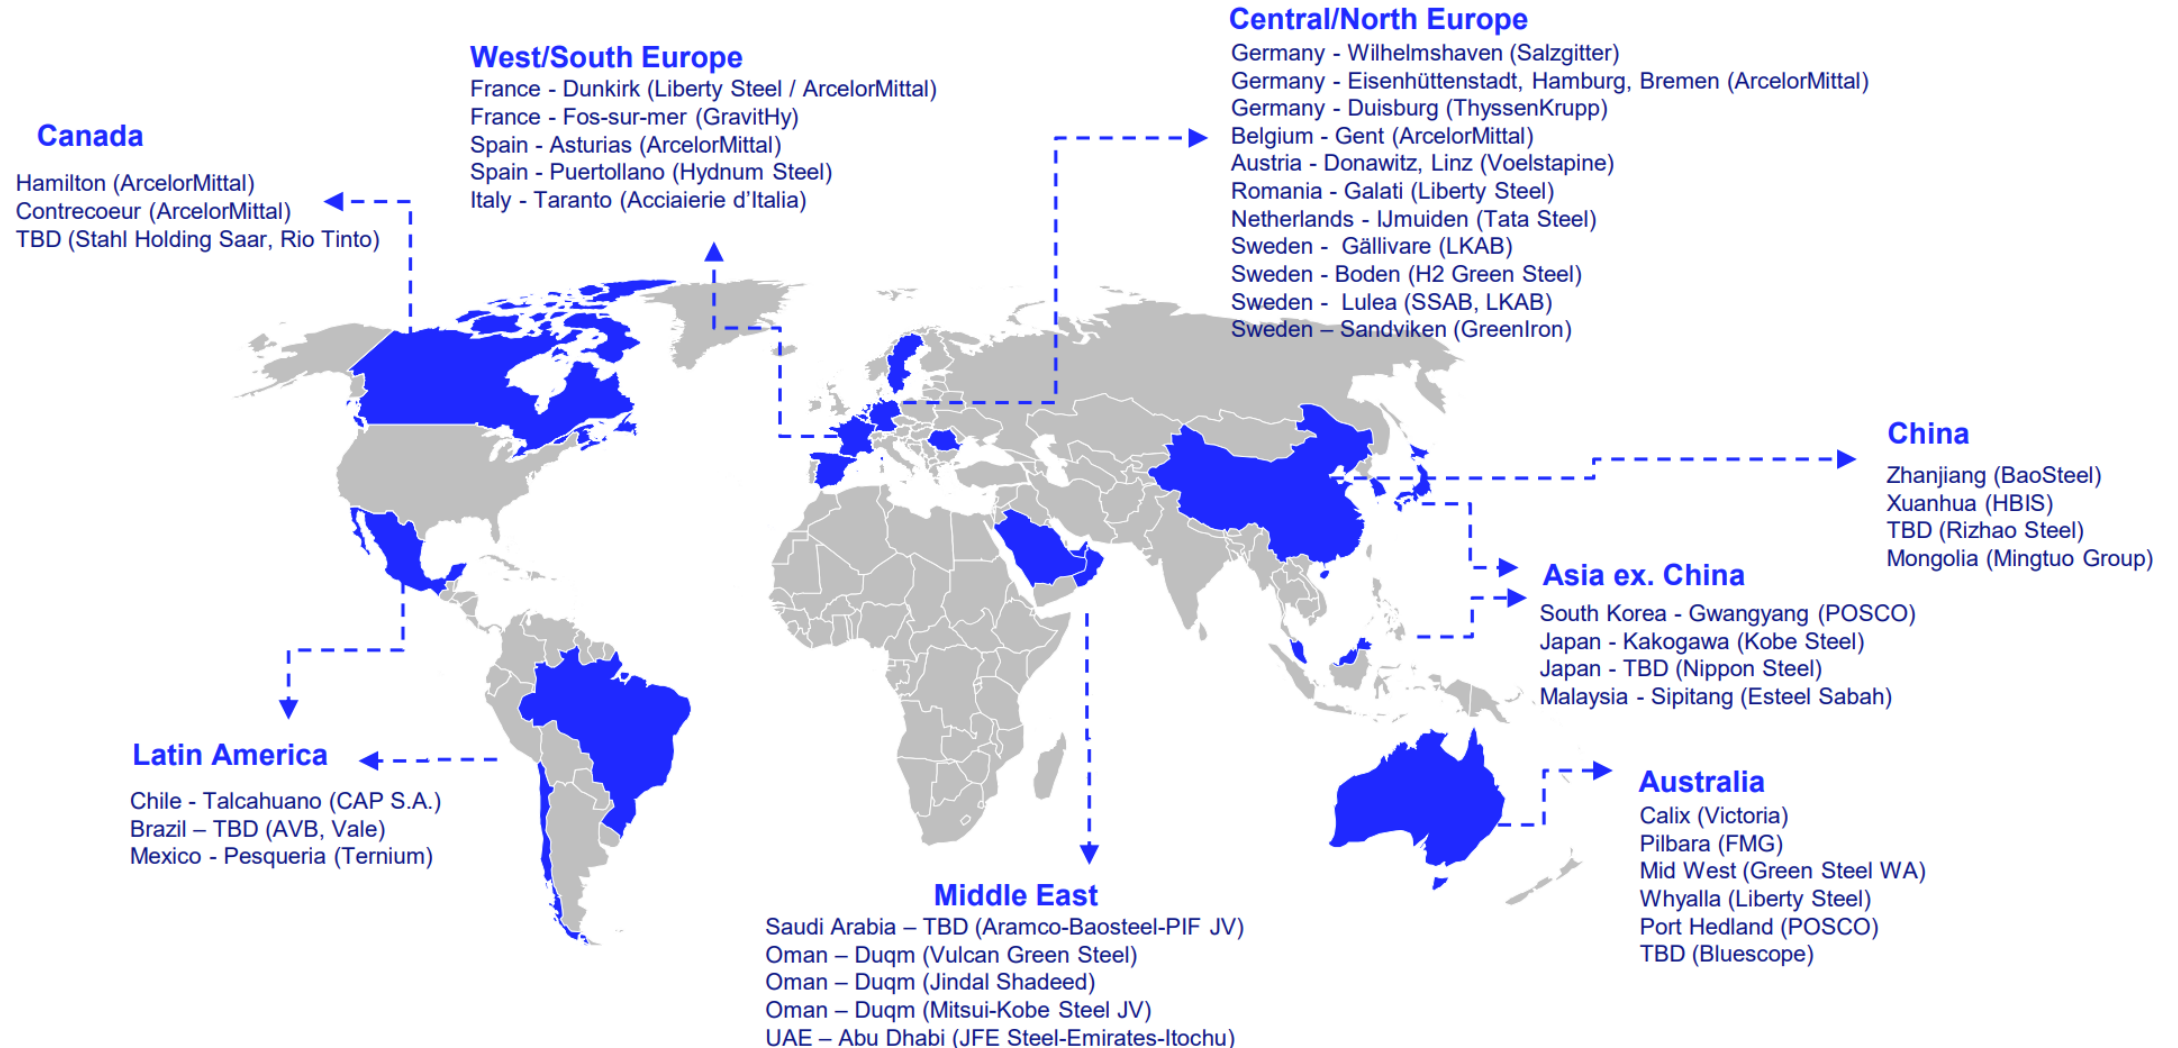 Central/North Europe
Germany - Wilhelmshaven (Salzgitter)
Germany - Eisenhüttenstadt, Hamburg, Bremen (ArcelorMittal)
Germany - Duisburg (ThyssenKrupp)
Belgium - Gent (ArcelorMittal)
Austria - Donawitz, Linz (Voelstapine)
Romania - Galati (Liberty Steel)
Netherlands - IJmuiden (Tata Steel)
Sweden - Gällivare (LKAB)
Sweden - Boden (H2 Green Steel)
Sweden - Lulea (SSAB, LKAB)
Sweden – Sandviken (GreenIron)
West/South Europe
France - Dunkirk (Liberty Steel / ArcelorMittal)
France - Fos-sur-mer (GravitHy)
Spain - Asturias (ArcelorMittal)
Spain - Puertollano (Hydnum Steel)
Italy - Taranto (Acciaierie d'Italia)
Canada
Hamilton (ArcelorMittal)
Contrecoeur (ArcelorMittal)
TBD (Stahl Holding Saar, Rio Tinto)
China
Zhanjiang (BaoSteel)
Xuanhua (HBIS)
TBD (Rizhao Steel)
Mongolia (Mingtuo Group)
Asia ex. China
South Korea - Gwangyang (POSCO)
Japan - Kakogawa (Kobe Steel)
Japan - TBD (Nippon Steel)
Malaysia - Sipitang (Esteel Sabah)
Latin America
Chile - Talcahuano (CAP S.A.)
Brazil – TBD (AVB, Vale)
Mexico - Pesqueria (Ternium)
Australia
Calix (Victoria)
Pilbara (FMG)
Mid West (Green Steel WA)
Whyalla (Liberty Steel)
Port Hedland (POSCO)
TBD (Bluescope)
Middle East
Saudi Arabia – TBD (Aramco-Baosteel-PIF JV)
Oman – Duqm (Vulcan Green Steel)
Oman – Duqm (Jindal Shadeed)
Oman – Duqm (Mitsui-Kobe Steel JV)
UAE – Abu Dhabi (JFE Steel-Emirates-Itochu)